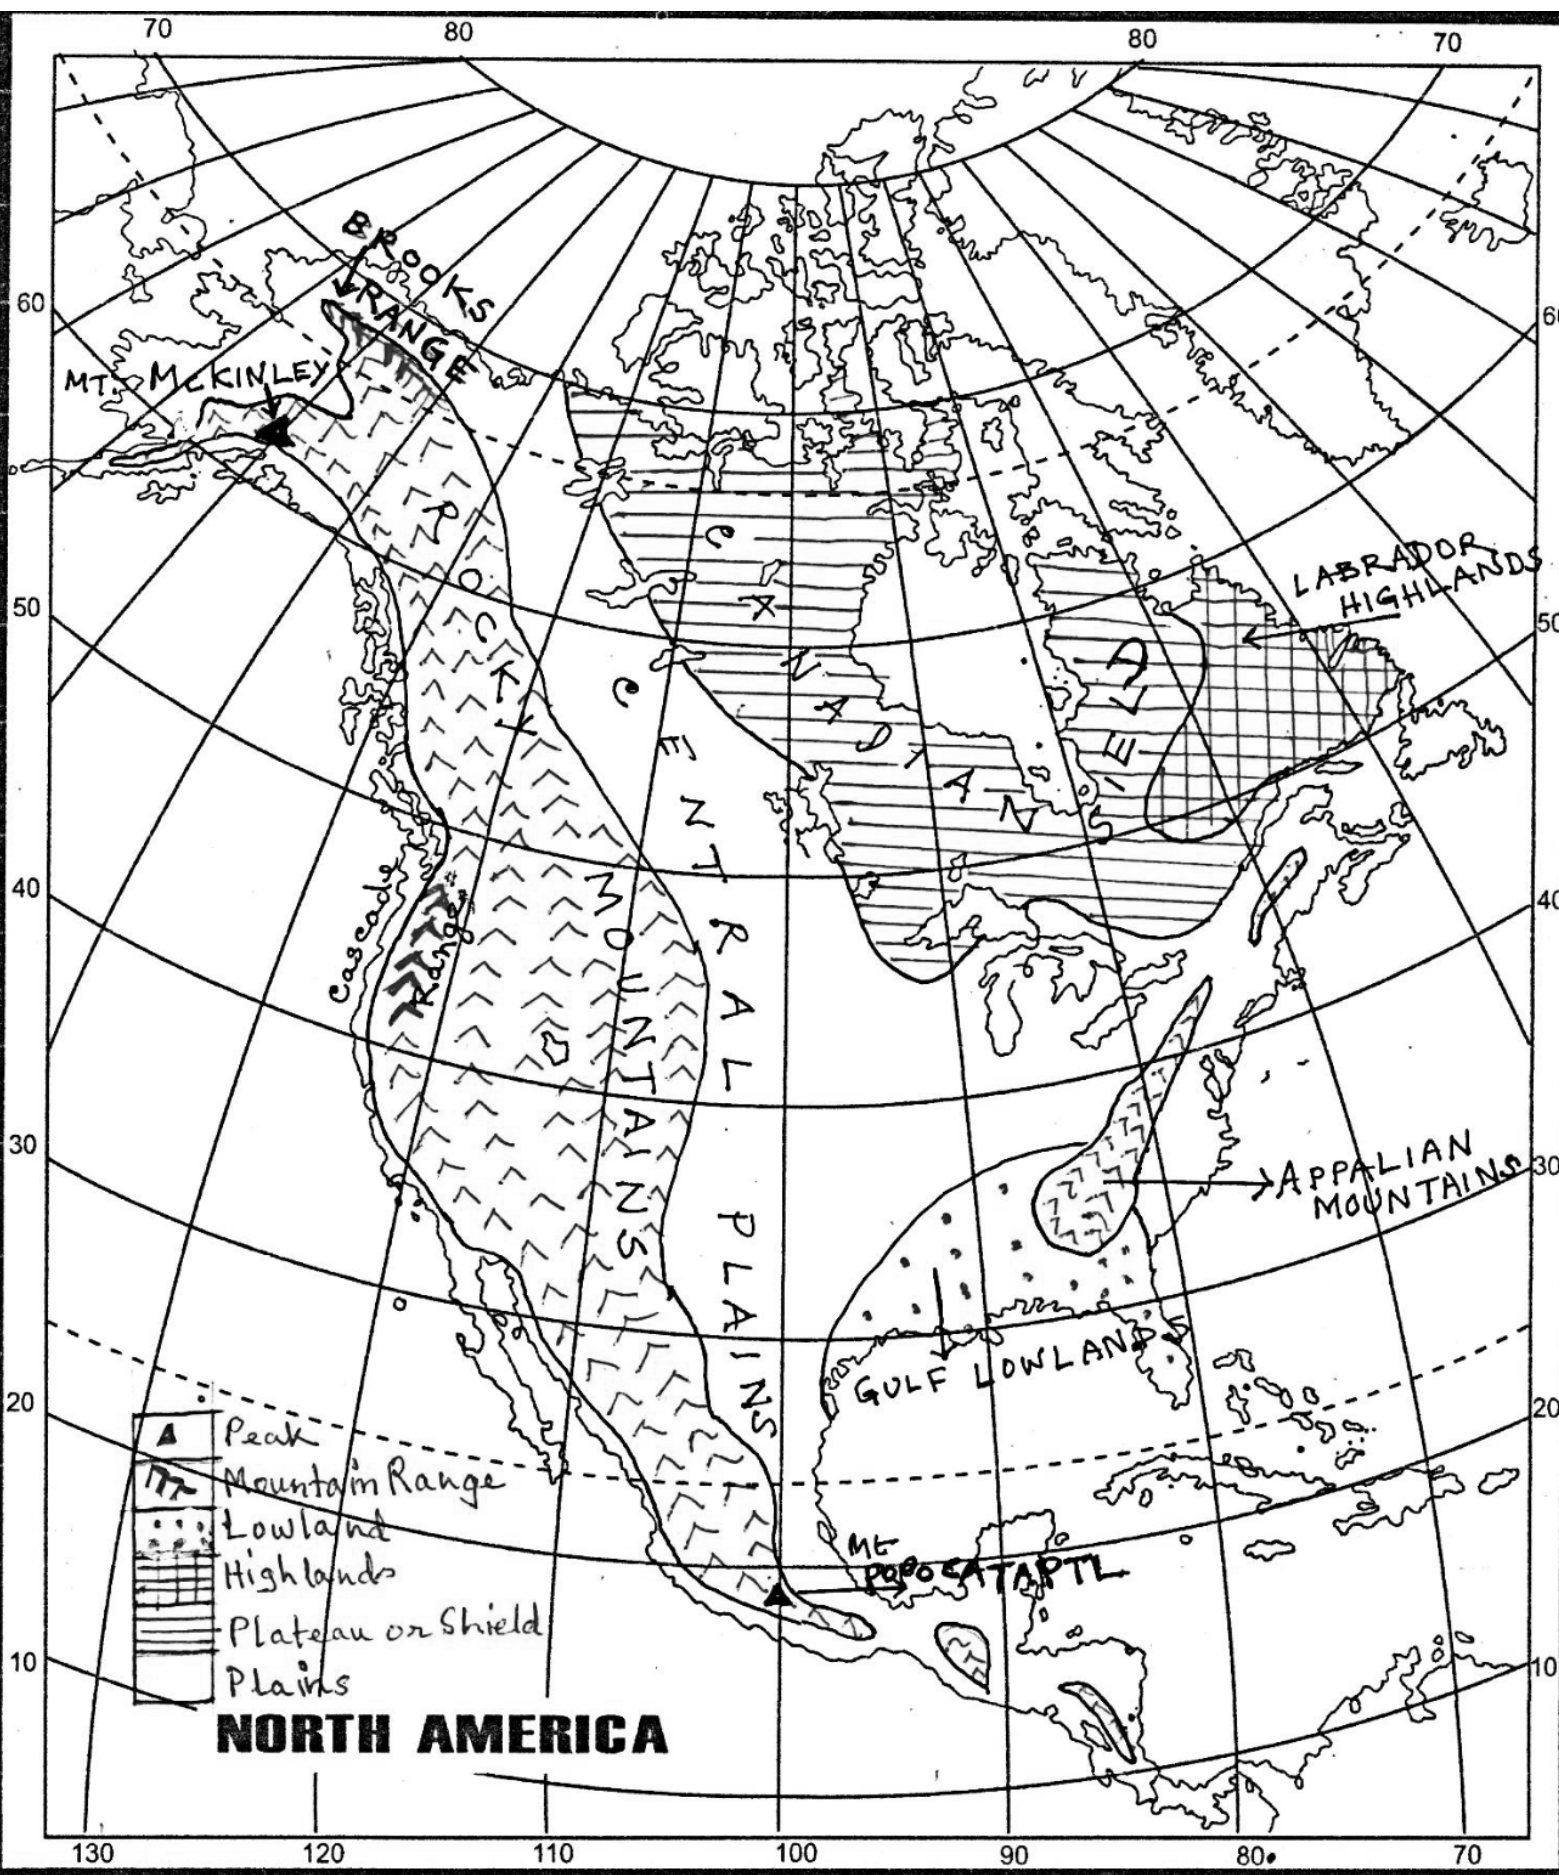 70 80 80 70
60 60
50 50
40 40
30 30
20 20
10 10
BROOKS
RANGE
MT. MCKINLEY
ROCKY
MOUNTAINS
CANADIAN
SHIELD
LABRADOR
HIGHLANDS
CENTRAL PLAINS
Cascade
Range
APPALIAN
MOUNTAINS
GULF LOWLANDS
Mt
POPOCATAPTL
Peak
Mountain Range
Lowland
Highlands
Plateau or Shield
Plains
NORTH AMERICA
130 120 110 100 90 80 70